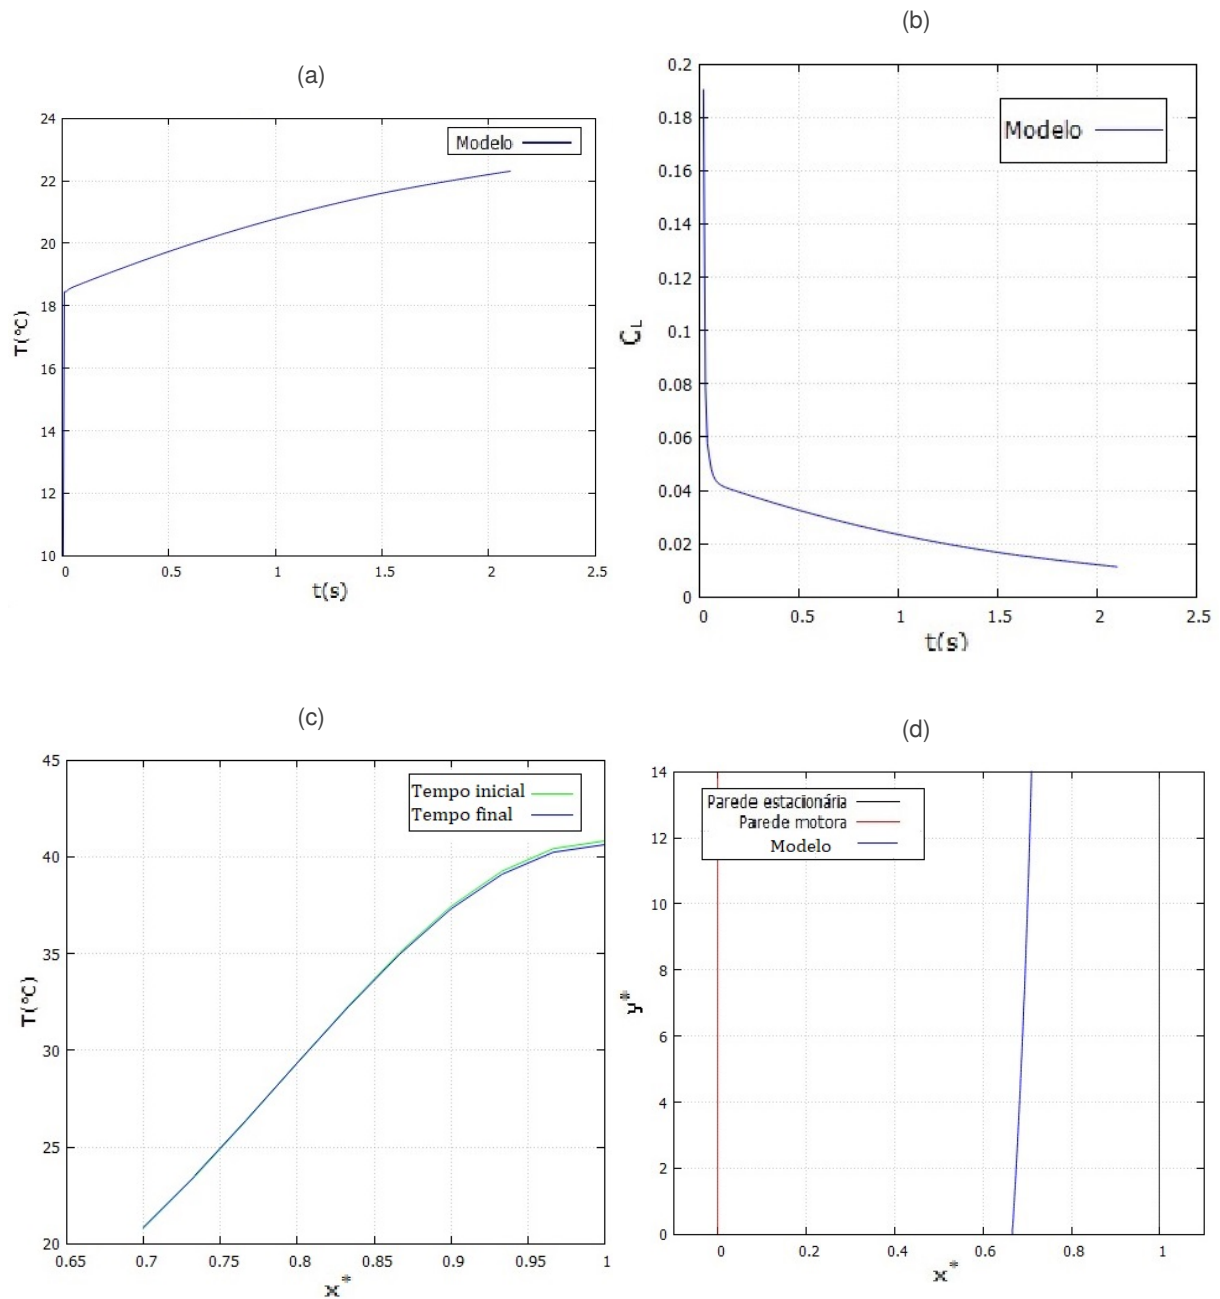 (a)
24
22
20
18
16
14
12
10
T(°C)
Modelo
0 0.5 1 1.5 2 2.5
t(s)
(b)
0.2
0.18
0.16
0.14
0.12
0.1
0.08
0.06
0.04
0.02
0
C_L
Modelo
0 0.5 1 1.5 2 2.5
t(s)
(c)
45
40
35
30
25
20
T(°C)
Tempo inicial
Tempo final
0.65 0.7 0.75 0.8 0.85 0.9 0.95 1
x*
(d)
14
12
10
8
6
4
2
0
y*
Parede estacionária
Parede motora
Modelo
0 0.2 0.4 0.6 0.8 1
x*